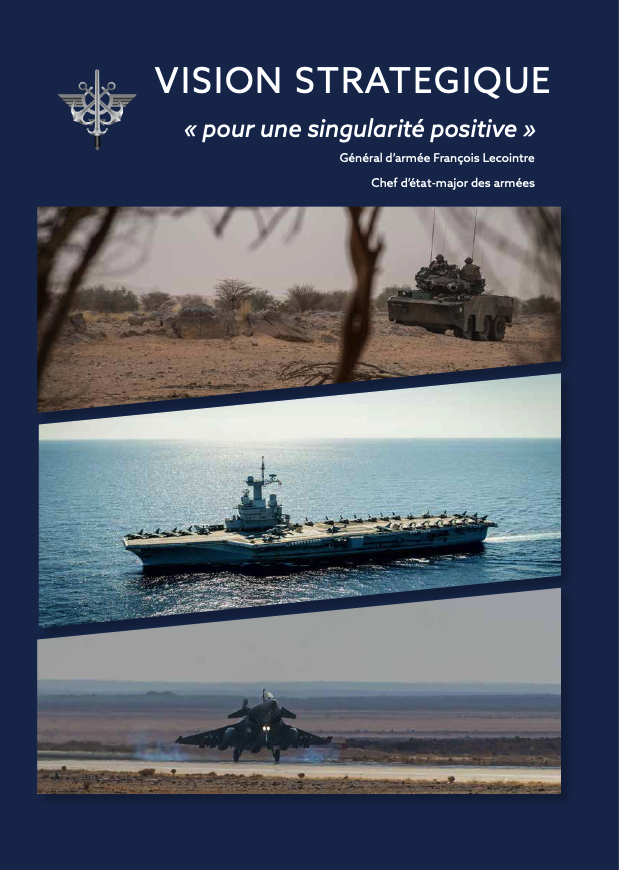 VISION STRATEGIQUE
« pour une singularité positive »
Général d'armée François Lecointre
Chef d'état-major des armées